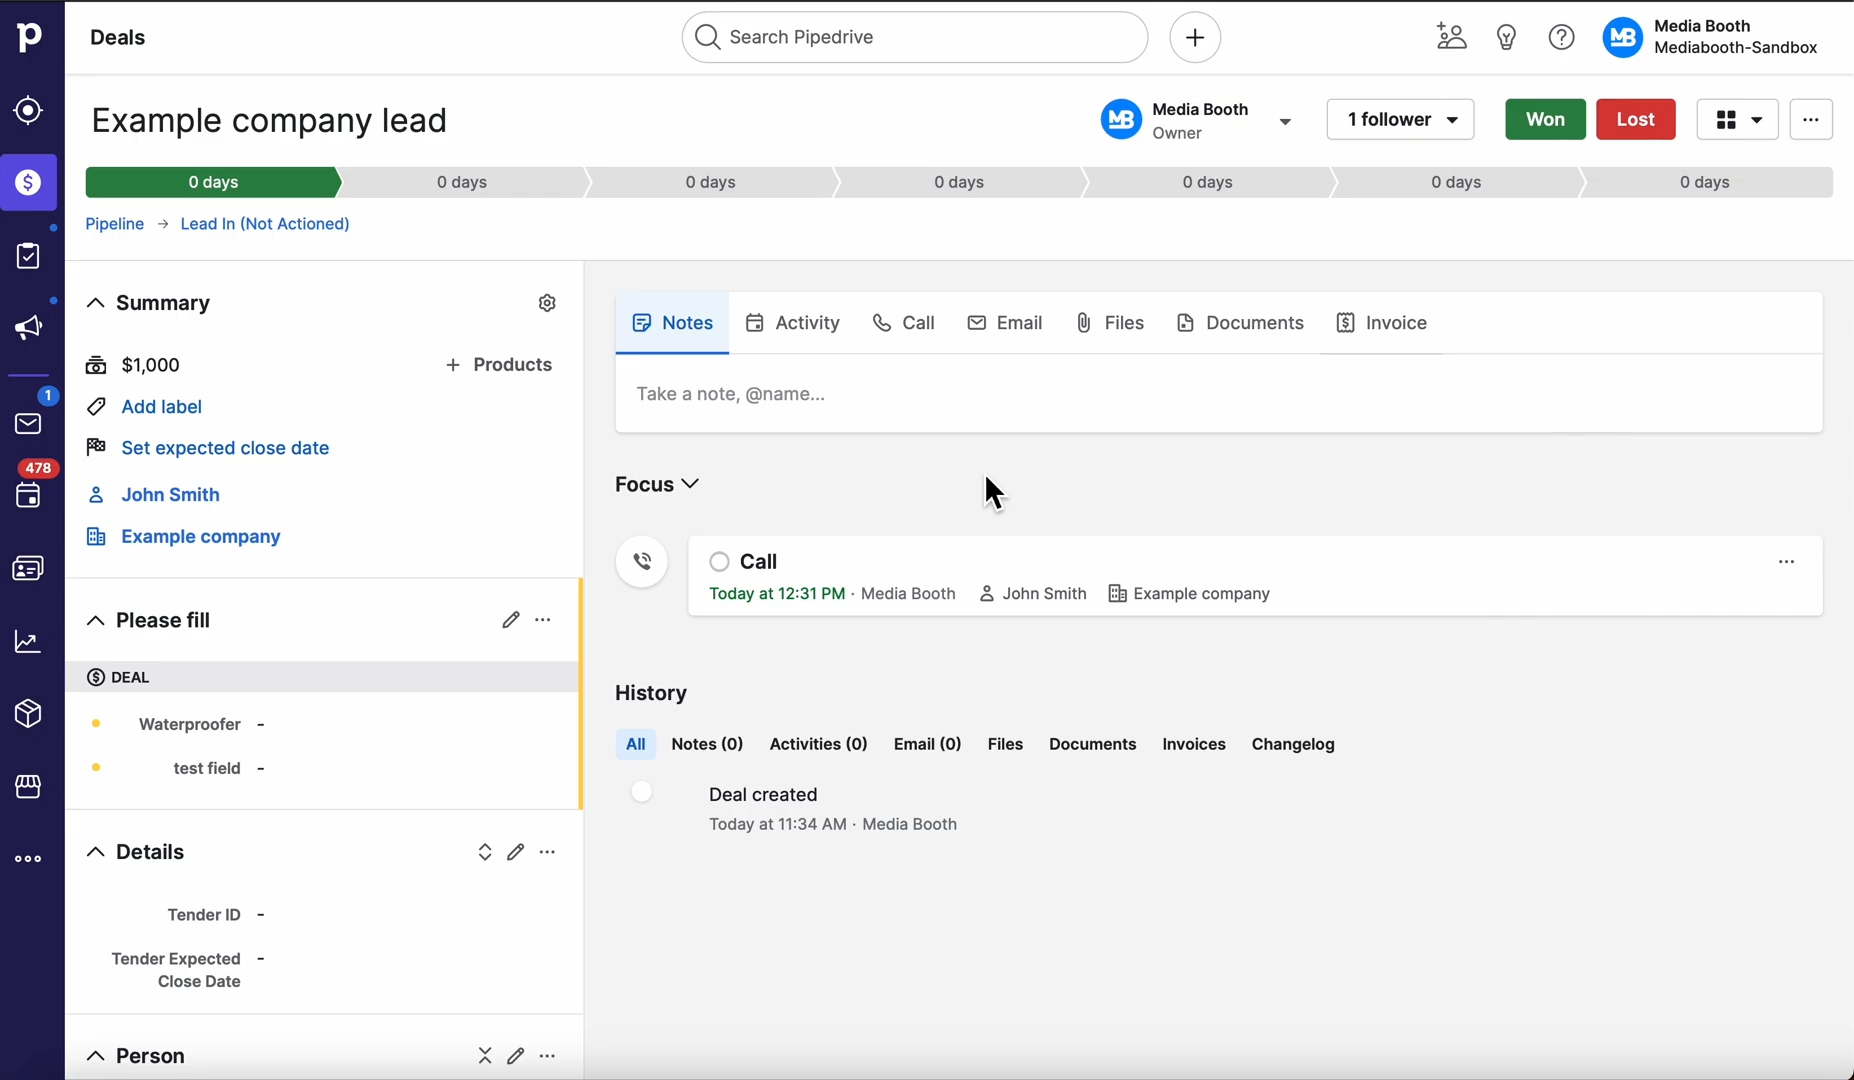 p
Deals
Search Pipedrive
MB
Media Booth
Mediabooth-Sandbox
Example company lead
MB
Media Booth
Owner
1 follower
Won
Lost
0 days
0 days
0 days
0 days
0 days
0 days
0 days
Pipeline → Lead In (Not Actioned)
1
478
Summary
$1,000
+ Products
Add label
Set expected close date
John Smith
Example company
Please fill
DEAL
Waterproofer -
test field -
Details
Tender ID -
Tender Expected -
Close Date
Person
Notes
Activity
Call
Email
Files
Documents
Invoice
Take a note, @name...
Focus
Call
Today at 12:31 PM · Media Booth John Smith Example company
History
All Notes (0) Activities (0) Email (0) Files Documents Invoices Changelog
Deal created
Today at 11:34 AM · Media Booth